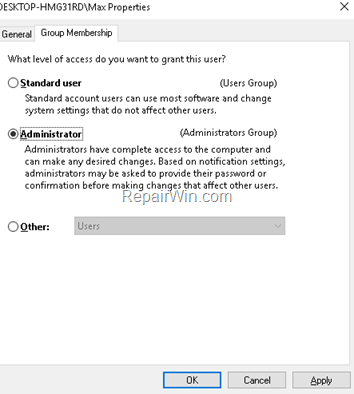 DESKTOP-HMG31RD\Max Properties
General
Group Membership
What level of access do you want to grant this user?
Standard user
(Users Group)
Standard account users can use most software and change
system settings that do not affect other users.
Administrator
(Administrators Group)
Administrators have complete access to the computer and
can make any desired changes. Based on notification settings,
administrators may be asked to provide their password or
confirmation before making changes that affect other users.
RepairWin.com
Other:
Users
OK
Cancel
Apply